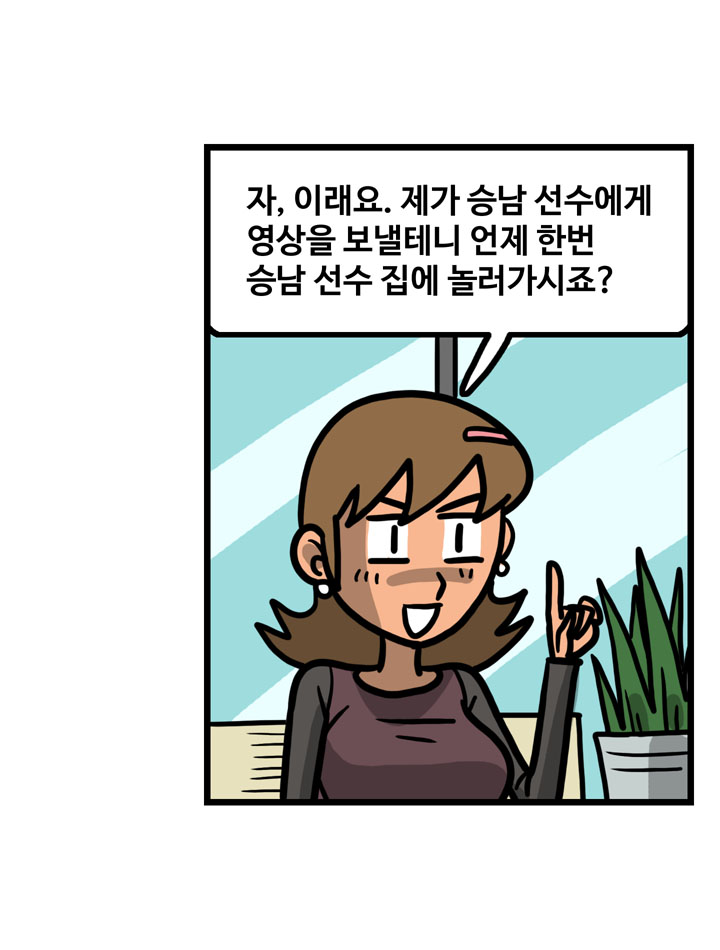 자, 이래요. 제가 승남 선수에게
영상을 보낼테니 언제 한번
승남 선수 집에 놀러가시죠?